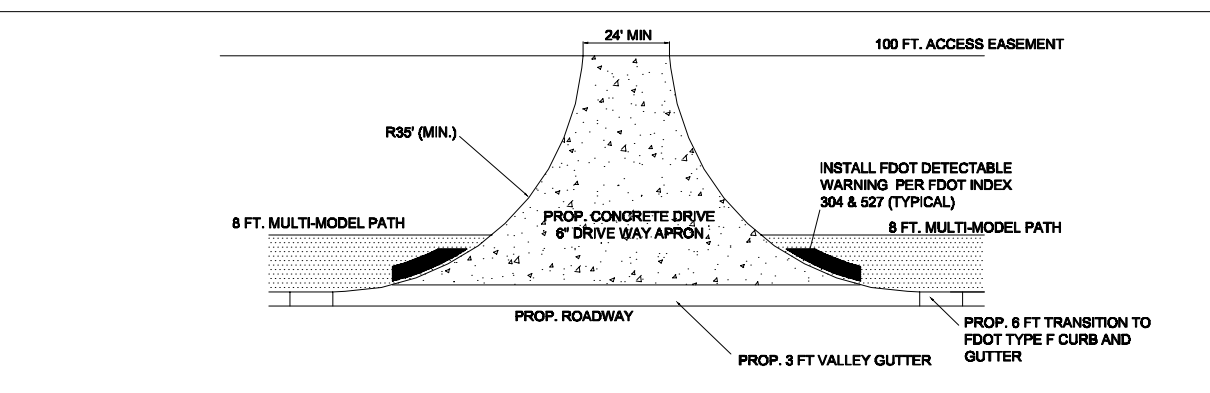 24' MIN
100 FT. ACCESS EASEMENT
R35' (MIN.)
INSTALL FDOT DETECTABLE
WARNING PER FDOT INDEX
304 & 527 (TYPICAL)
8 FT. MULTI-MODEL PATH
PROP. CONCRETE DRIVE
6" DRIVE WAY APRON
8 FT. MULTI-MODEL PATH
PROP. ROADWAY
PROP. 6 FT TRANSITION TO
FDOT TYPE F CURB AND
GUTTER
PROP. 3 FT VALLEY GUTTER